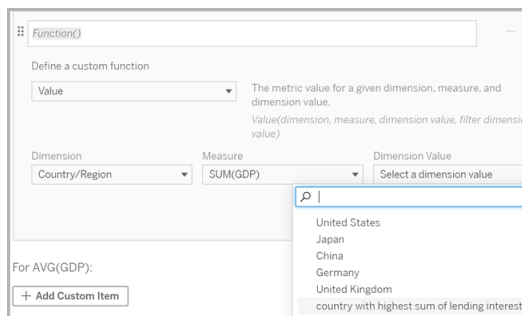 Function()
Define a custom function
Value
The metric value for a given dimension, measure, and
dimension value.
Value(dimension, measure, dimension value, filter dimensi
value)
Dimension
Measure
Dimension Value
Country/Region
SUM(GDP)
Select a dimension value
United States
Japan
China
Germany
United Kingdom
country with highest sum of lending interest
For AVG(GDP):
+ Add Custom Item